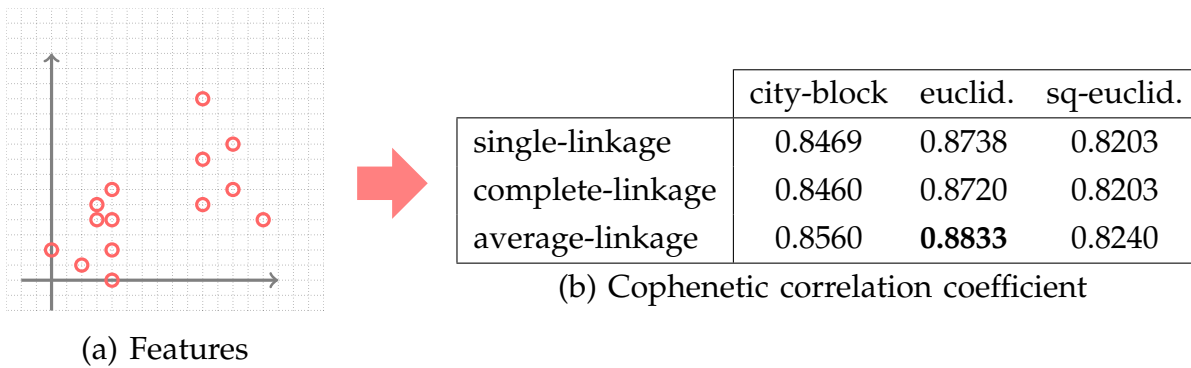 city-block euclid. sq-euclid.
single-linkage 0.8469 0.8738 0.8203
complete-linkage 0.8460 0.8720 0.8203
average-linkage 0.8560 0.8833 0.8240
(b) Cophenetic correlation coefficient
(a) Features